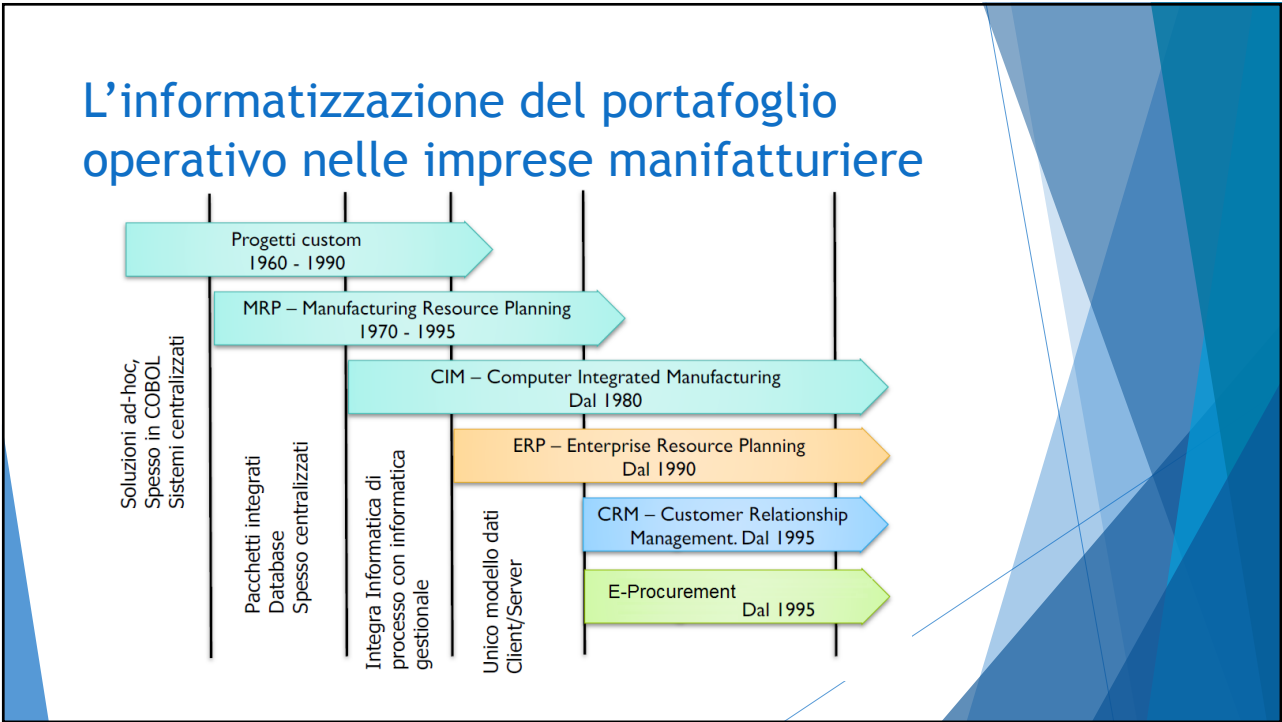 L’informatizzazione del portafoglio
operativo nelle imprese manifatturiere
Progetti custom
1960 - 1990
MRP – Manufacturing Resource Planning
1970 - 1995
CIM – Computer Integrated Manufacturing
Dal 1980
ERP – Enterprise Resource Planning
Dal 1990
CRM – Customer Relationship
Management. Dal 1995
E-Procurement
Dal 1995
Soluzioni ad-hoc,
Spesso in COBOL
Sistemi centralizzati
Pacchetti integrati
Database
Spesso centralizzati
Integra Informatica di
processo con informatica
gestionale
Unico modello dati
Client/Server